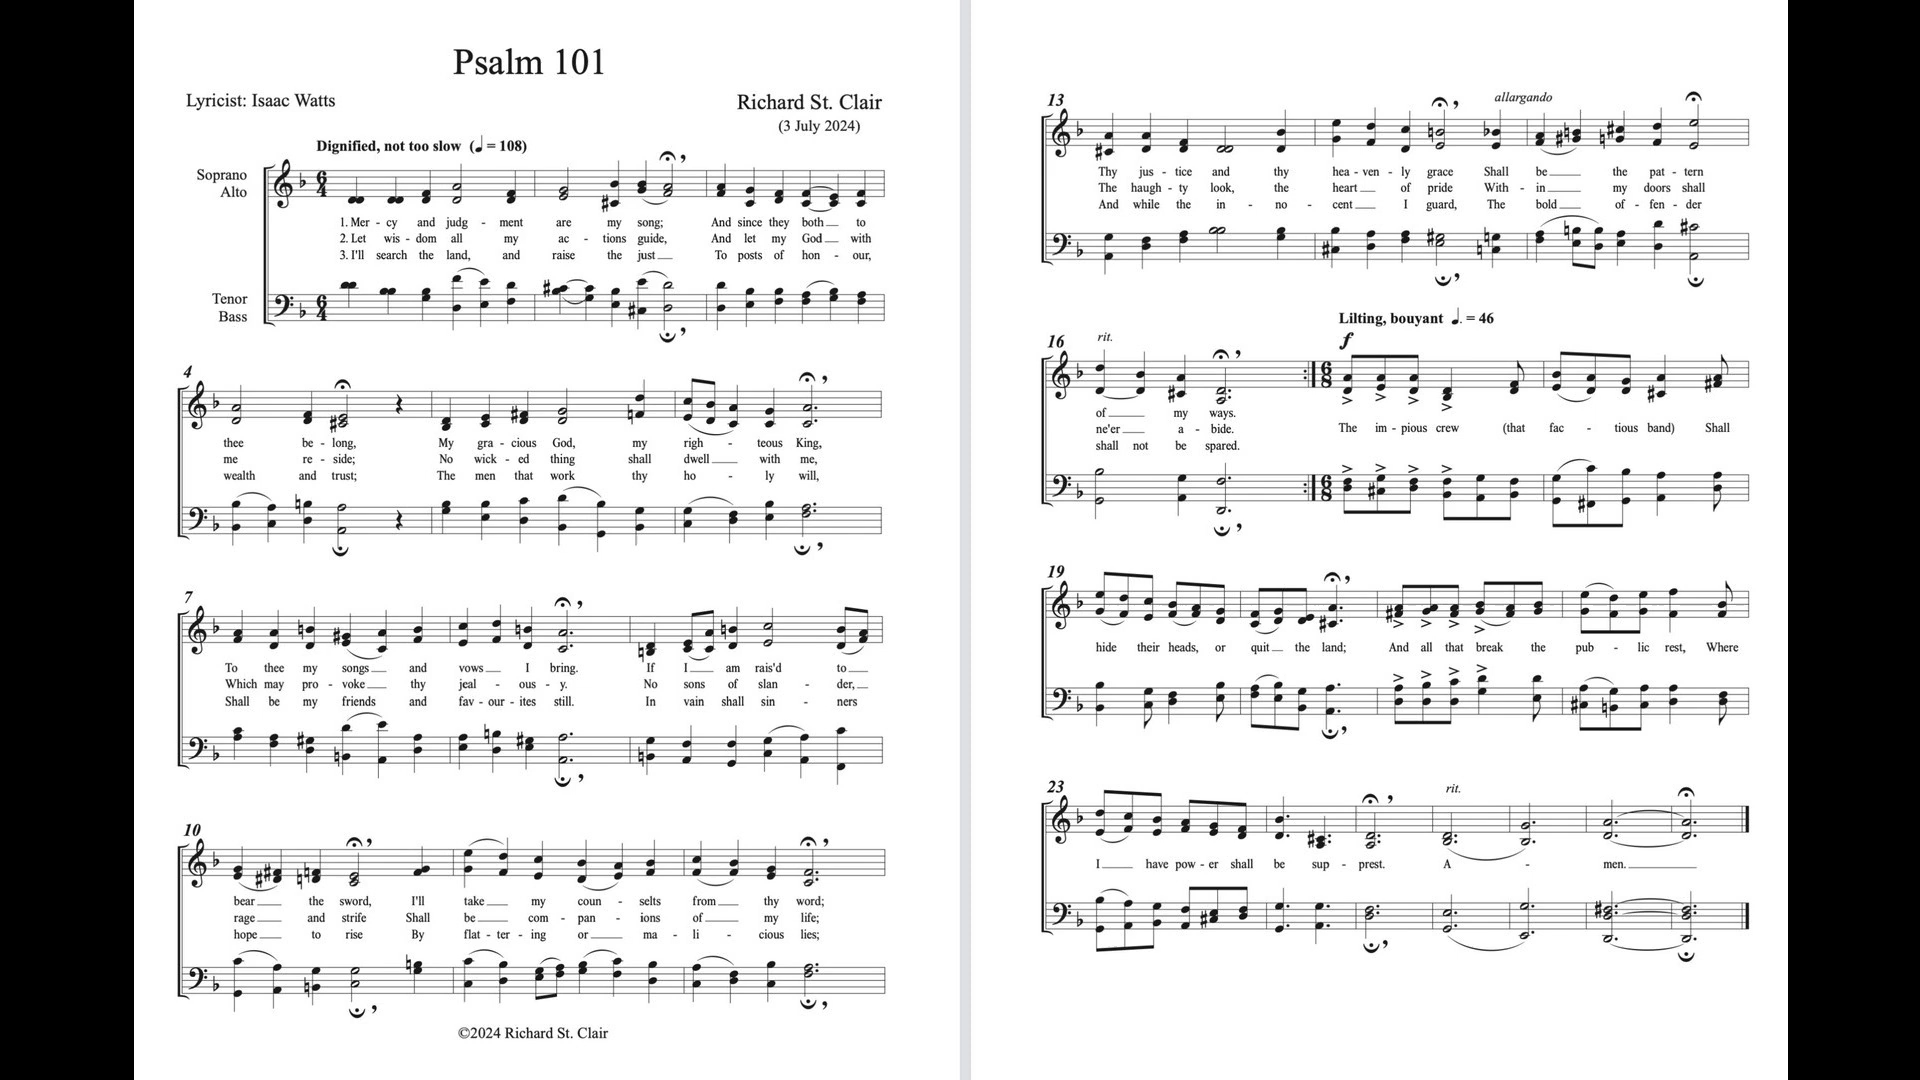 Psalm 101
Lyricist: Isaac Watts
Richard St. Clair
(3 July 2024)
Dignified, not too slow (♩ = 108)
Soprano
Alto
1. Mer - cy and judg - ment are my song; And since they both to
2. Let wis - dom all my ac - tions guide, And let my God with
3. I'll search the land, and raise the just To posts of hon - our,
Tenor
Bass
4
thee be - long, My gra - cious God, my righ - teous King,
me re - side; No wick - ed thing shall dwell with me,
wealth and trust; The men that work thy ho - ly will,
7
To thee my songs and vows I bring. If I am rais'd to
Which may pro - voke thy jeal - ous - y. No sons of slan - der,
Shall be my friends and fav - our - ites still. In vain shall sin - ners
10
bear the sword, I'll take my coun - selts from thy word;
rage and strife Shall be com - pan - ions of my life;
hope to rise By flat - ter - ing or ma - li - cious lies;
©2024 Richard St. Clair
13
allargando
Thy jus - tice and thy hea - ven - ly grace Shall be the pat - tern
The haugh - ty look, the heart of pride With - in my doors shall
And while the in - no - cent I guard, The bold of - fen - der
Lilting, bouyant ♩. = 46
16
rit.
f
of my ways.
ne'er a - bide. The im - pious crew (that fac - tious band) Shall
shall not be spared.
19
hide their heads, or quit the land; And all that break the pub - lic rest, Where
23
rit.
I have pow - er shall be sup - prest. A - men.